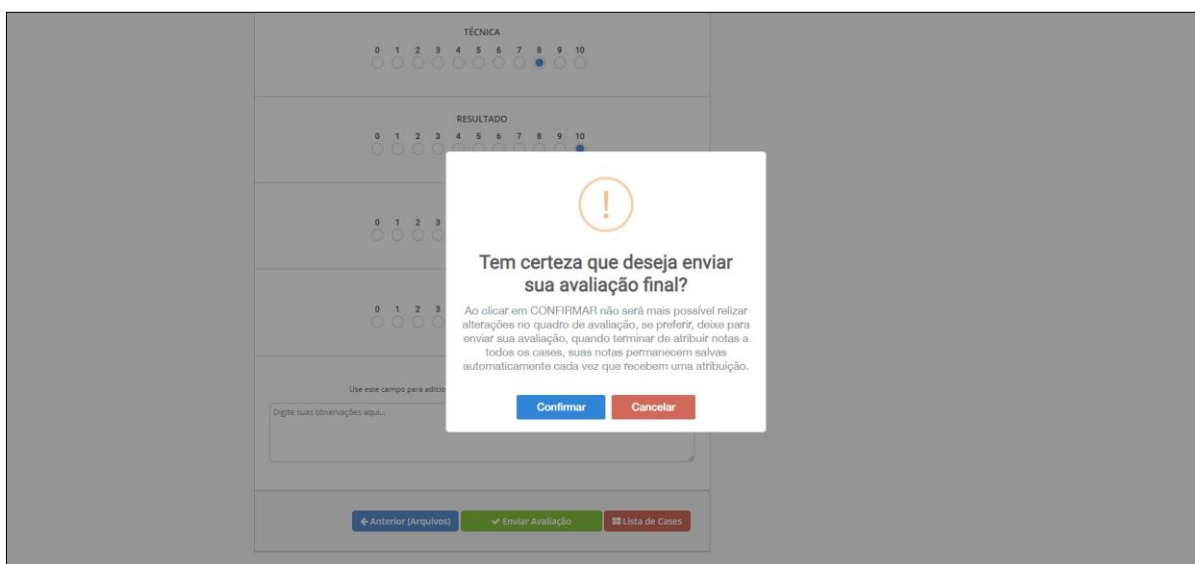 TÉCNICA
0 1 2 3 4 5 6 7 8 9 10
RESULTADO
0 1 2 3 4 5 6 7 8 9 10
0 1 2 3
0 1 2 3
Tem certeza que deseja enviar
sua avaliação final?
Ao clicar em CONFIRMAR não será mais possível relizar
alterações no quadro de avaliação, se preferir, deixe para
enviar sua avaliação, quando terminar de atribuir notas a
todos os cases, suas notas permanecem salvas
automaticamente cada vez que recebem uma atribuição.
Confirmar Cancelar
Use este campo para adicio
Digite suas observações aqui...
Anterior (Arquivos) Enviar Avaliação Lista de Cases